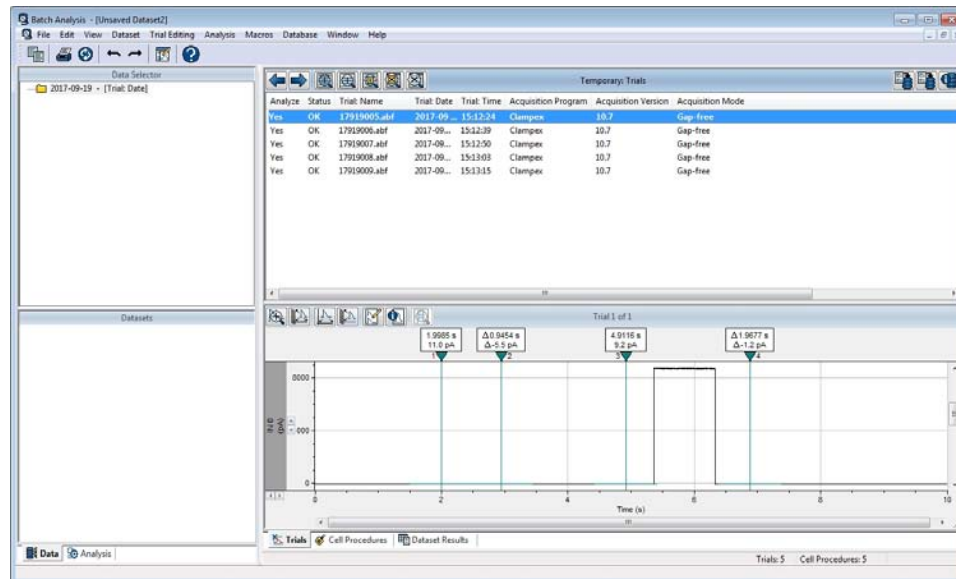 Batch Analysis - [Unsaved Dataset2]
File Edit View Dataset Trial Editing Analysis Macros Database Window Help
Data Selector
2017-09-19 - [Trial: Date]
Temporary: Trials
Analyze Status Trial: Name Trial: Date Trial: Time Acquisition Program Acquisition Version Acquisition Mode
Yes OK 17919005.abf 2017-09 ... 15:12:24 Clampex 10.7 Gap-free
Yes OK 17919006.abf 2017-09... 15:12:39 Clampex 10.7 Gap-free
Yes OK 17919007.abf 2017-09... 15:12:50 Clampex 10.7 Gap-free
Yes OK 17919008.abf 2017-09... 15:13:03 Clampex 10.7 Gap-free
Yes OK 17919009.abf 2017-09... 15:13:15 Clampex 10.7 Gap-free
Datasets
Trial 1 of 1
1.9985 s
11.0 pA
1
Δ0.9454 s
Δ-5.5 pA
2
4.9116 s
9.2 pA
3
Δ1.9677 s
Δ-1.2 pA
4
8000
000
0
(pA)
0 2 4 6 8 10
Time (s)
Trials Cell Procedures Dataset Results
Data Analysis
Trials: 5 Cell Procedures: 5